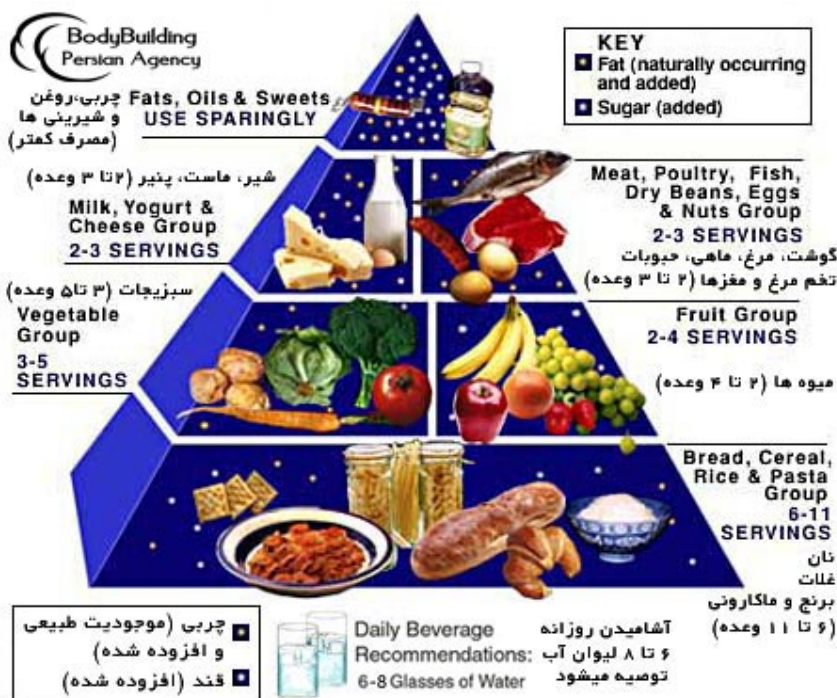 BodyBuilding
Persian Agency
KEY
Fat (naturally occurring
and added)
Sugar (added)
چربی،روغن
و شیرینی ها
(مصرف کمتر)
Fats, Oils & Sweets
USE SPARINGLY
شیر، ماست، پنیر (۲تا ۳ وعده)
Milk, Yogurt &
Cheese Group
2-3 SERVINGS
Meat, Poultry, Fish,
Dry Beans, Eggs
& Nuts Group
2-3 SERVINGS
گوشت، مرغ، ماهی، حبوبات
تخم مرغ و مغزها (۲ تا ۳ وعده)
سبزیجات (۳ تا۵ وعده)
Vegetable
Group
3-5
SERVINGS
Fruit Group
2-4 SERVINGS
میوه ها (۲ تا ۴ وعده)
Bread, Cereal,
Rice & Pasta
Group
6-11
SERVINGS
نان
غلات
برنج و ماکارونی
(۶ تا ۱۱ وعده)
چربی (موجودیت طبیعی
و افزوده شده)
قند (افزوده شده)
Daily Beverage
Recommendations:
6-8 Glasses of Water
آشامیدن روزانه
۶ تا ۸ لیوان آب
توصیه میشود